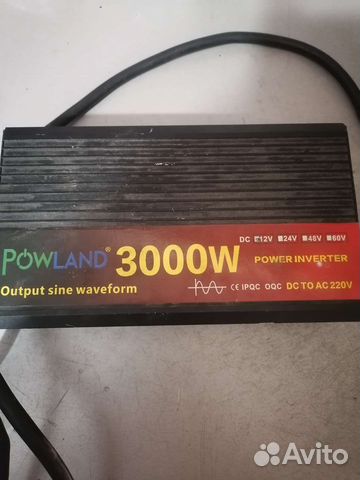 DC 12V 24V 48V 60V
POWLAND® 3000W POWER INVERTER
Output sine waveform CE IPQC OQC DC TO AC 220V
Avito